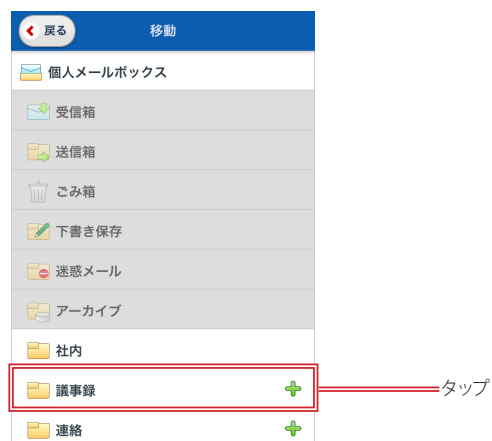 戻る 移動
個人メールボックス
受信箱
送信箱
ごみ箱
下書き保存
迷惑メール
アーカイブ
社内
議事録 タップ
連絡